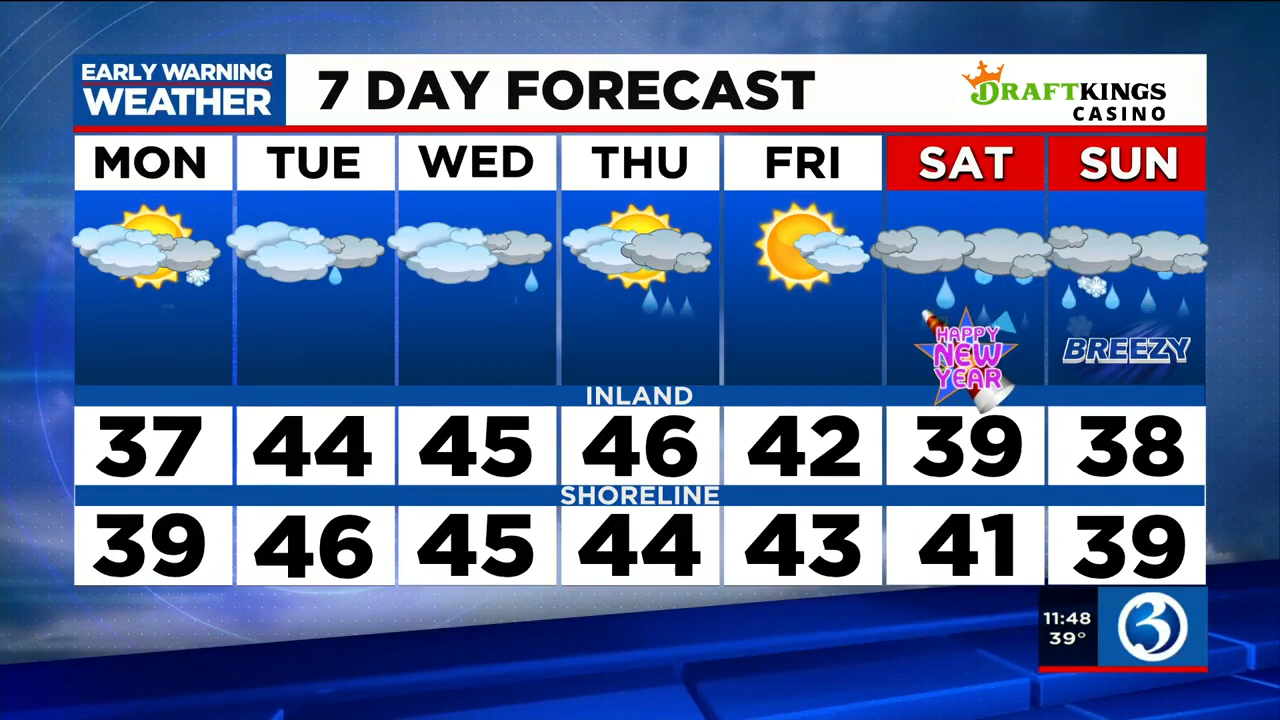 EARLY WARNING
WEATHER
7 DAY FORECAST
DRAFTKINGS
CASINO
MON TUE WED THU FRI SAT SUN
HAPPY
NEW
YEAR
BREEZY
INLAND
37 44 45 46 42 39 38
SHORELINE
39 46 45 44 43 41 39
11:48
39°
3